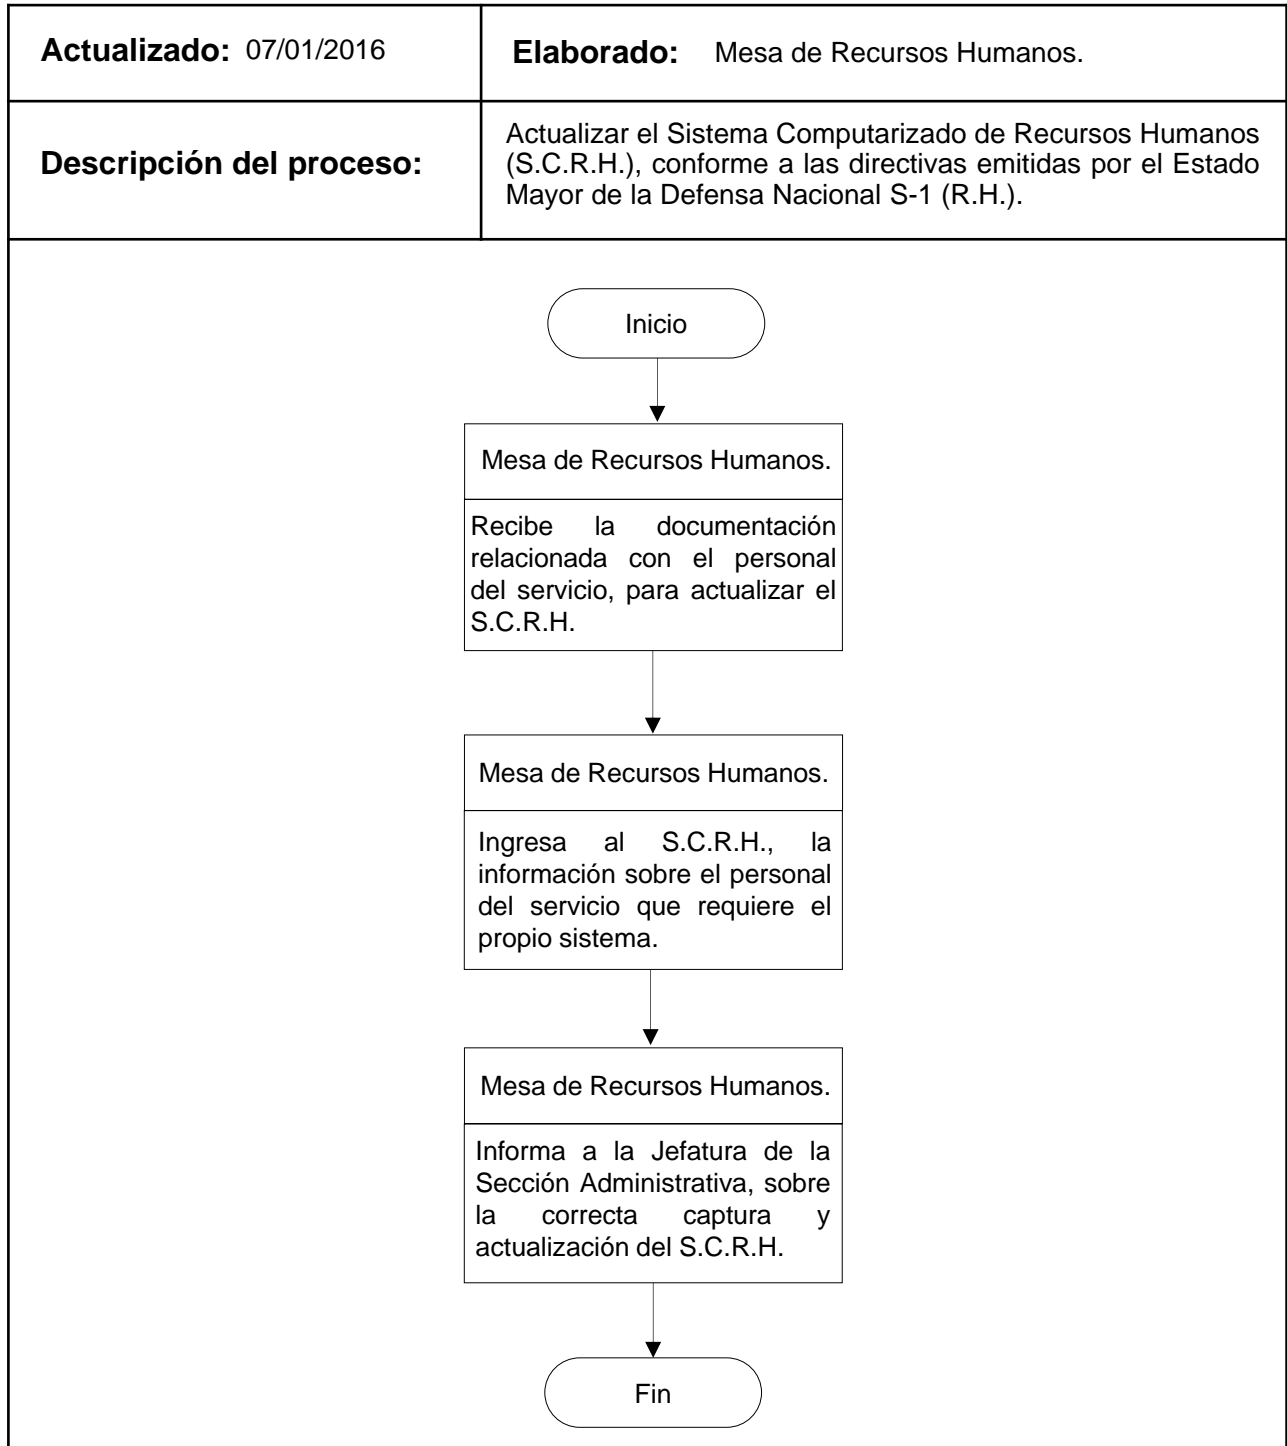 Actualizado: 07/01/2016
Elaborado: Mesa de Recursos Humanos.
Descripción del proceso:
Actualizar el Sistema Computarizado de Recursos Humanos
(S.C.R.H.), conforme a las directivas emitidas por el Estado
Mayor de la Defensa Nacional S-1 (R.H.).
Inicio
Mesa de Recursos Humanos.
Recibe la documentación
relacionada con el personal
del servicio, para actualizar el
S.C.R.H.
Mesa de Recursos Humanos.
Ingresa al S.C.R.H., la
información sobre el personal
del servicio que requiere el
propio sistema.
Mesa de Recursos Humanos.
Informa a la Jefatura de la
Sección Administrativa, sobre
la correcta captura y
actualización del S.C.R.H.
Fin